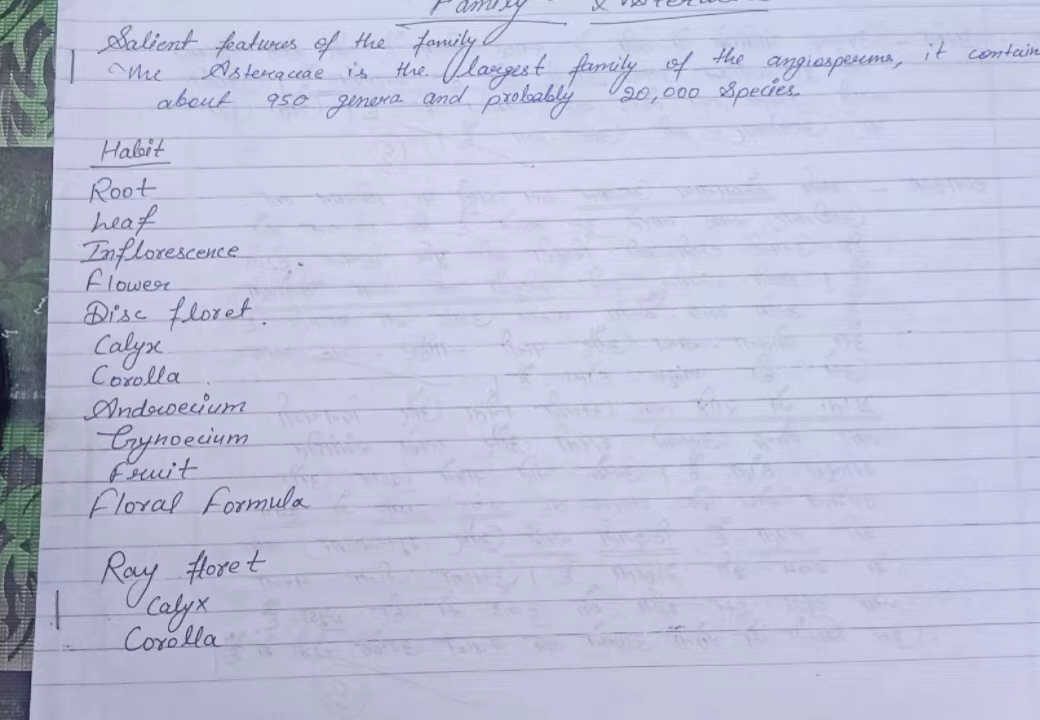 Family
Salient features of the family
The Asteraceae is the largest family of the angiosperms, it contain
about 950 genera and probably 20,000 species.
Habit
Root
Leaf
Inflorescence
Flower
Disc floret.
Calyx
Corolla
Androecium
Gynoecium
Fruit
Floral Formula
Ray floret
Calyx
Corolla